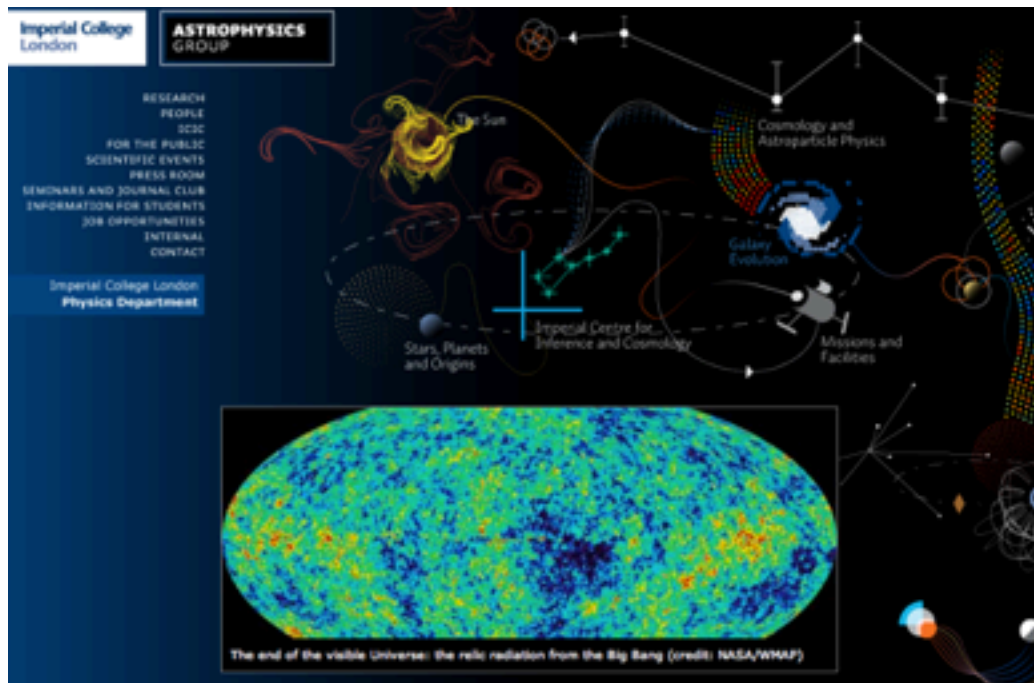 Imperial College
London
ASTROPHYSICS
GROUP
RESEARCH
PEOPLE
ICIC
FOR THE PUBLIC
SCIENTIFIC EVENTS
PRESS ROOM
SEMINARS AND JOURNAL CLUB
INFORMATION FOR STUDENTS
JOB OPPORTUNITIES
INTERNAL
CONTACT
Imperial College London
Physics Department
The Sun
Cosmology and
Astroparticle Physics
Galaxy
Evolution
Imperial Centre for
Inference and Cosmology
Stars, Planets
and Origins
Missions and
Facilities
The end of the visible Universe: the relic radiation from the Big Bang (credit: NASA/WMAP)